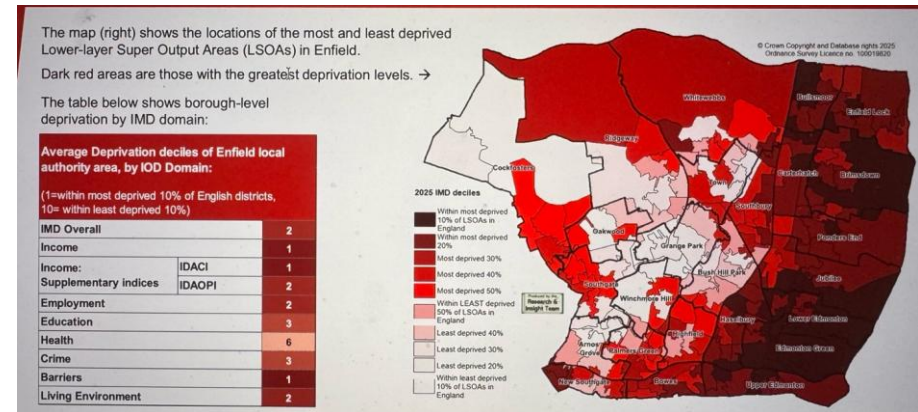 The map (right) shows the locations of the most and least deprived
Lower-layer Super Output Areas (LSOAs) in Enfield.
Dark red areas are those with the greatest deprivation levels. →
The table below shows borough-level
deprivation by IMD domain:
Average Deprivation deciles of Enfield local
authority area, by IOD Domain:
(1=within most deprived 10% of English districts,
10= within least deprived 10%)
IMD Overall 2
Income 1
Income:
Supplementary indices
IDACI 1
IDAOPI 2
Employment 2
Education 3
Health 6
Crime 3
Barriers 1
Living Environment 2
© Crown Copyright and Database rights 2025
Ordnance Survey Licence no. 100019820
2025 IMD deciles
Within most deprived
10% of LSOAs in
England
Within most deprived
20%
Most deprived 30%
Most deprived 40%
Most deprived 50%
Within LEAST deprived
50% of LSOAs in
England
Least deprived 40%
Least deprived 30%
Least deprived 20%
Within least deprived
10% of LSOAs in
England
Produced by the
Research &
Insight Team
Whitewebbs
Bullsmoor
Enfield Lock
Ridgeway
Cockfosters
Town
Carterhatch
Brimsdown
Southbury
Oakwood
Grange Park
Ponders End
Bush Hill Park
Jubilee
Southgate
Winchmore Hill
Highfield
Haselbury
Lower Edmonton
Arnos
Grove
Palmers Green
Edmonton Green
New Southgate
Bowes
Upper Edmonton